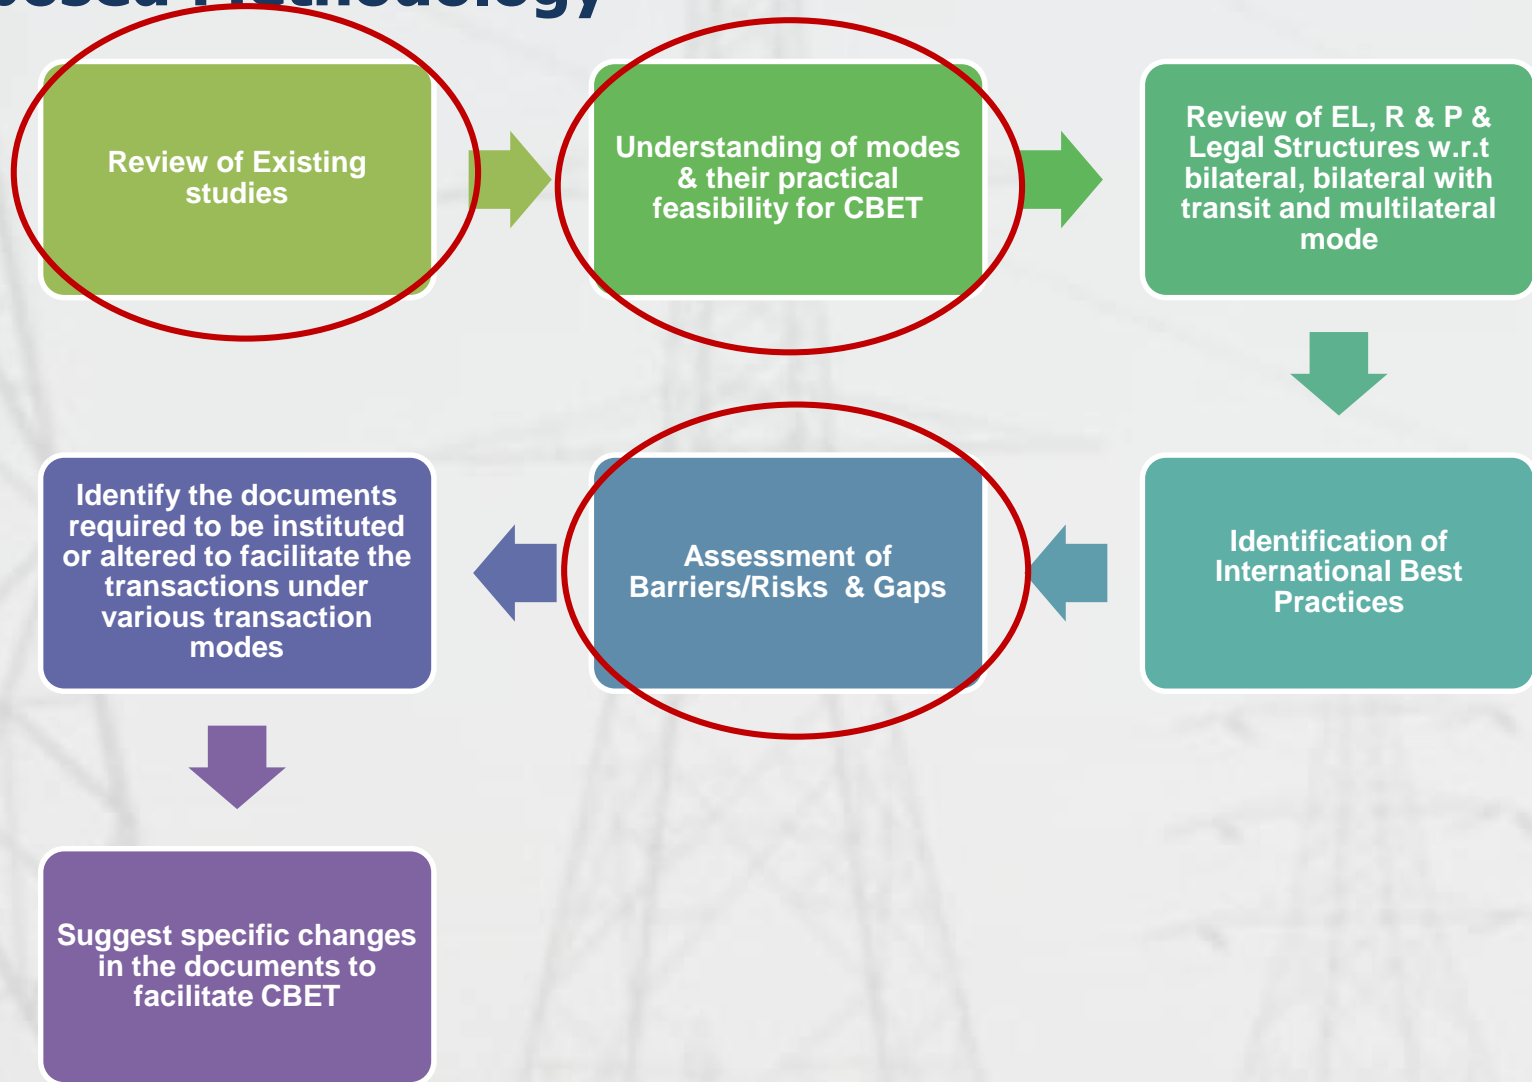 Methodology
Review of Existing
studies
Understanding of modes
& their practical
feasibility for CBET
Review of EL, R & P &
Legal Structures w.r.t
bilateral, bilateral with
transit and multilateral
mode
Identification of
International Best
Practices
Assessment of
Barriers/Risks & Gaps
Identify the documents
required to be instituted
or altered to facilitate the
transactions under
various transaction
modes
Suggest specific changes
in the documents to
facilitate CBET